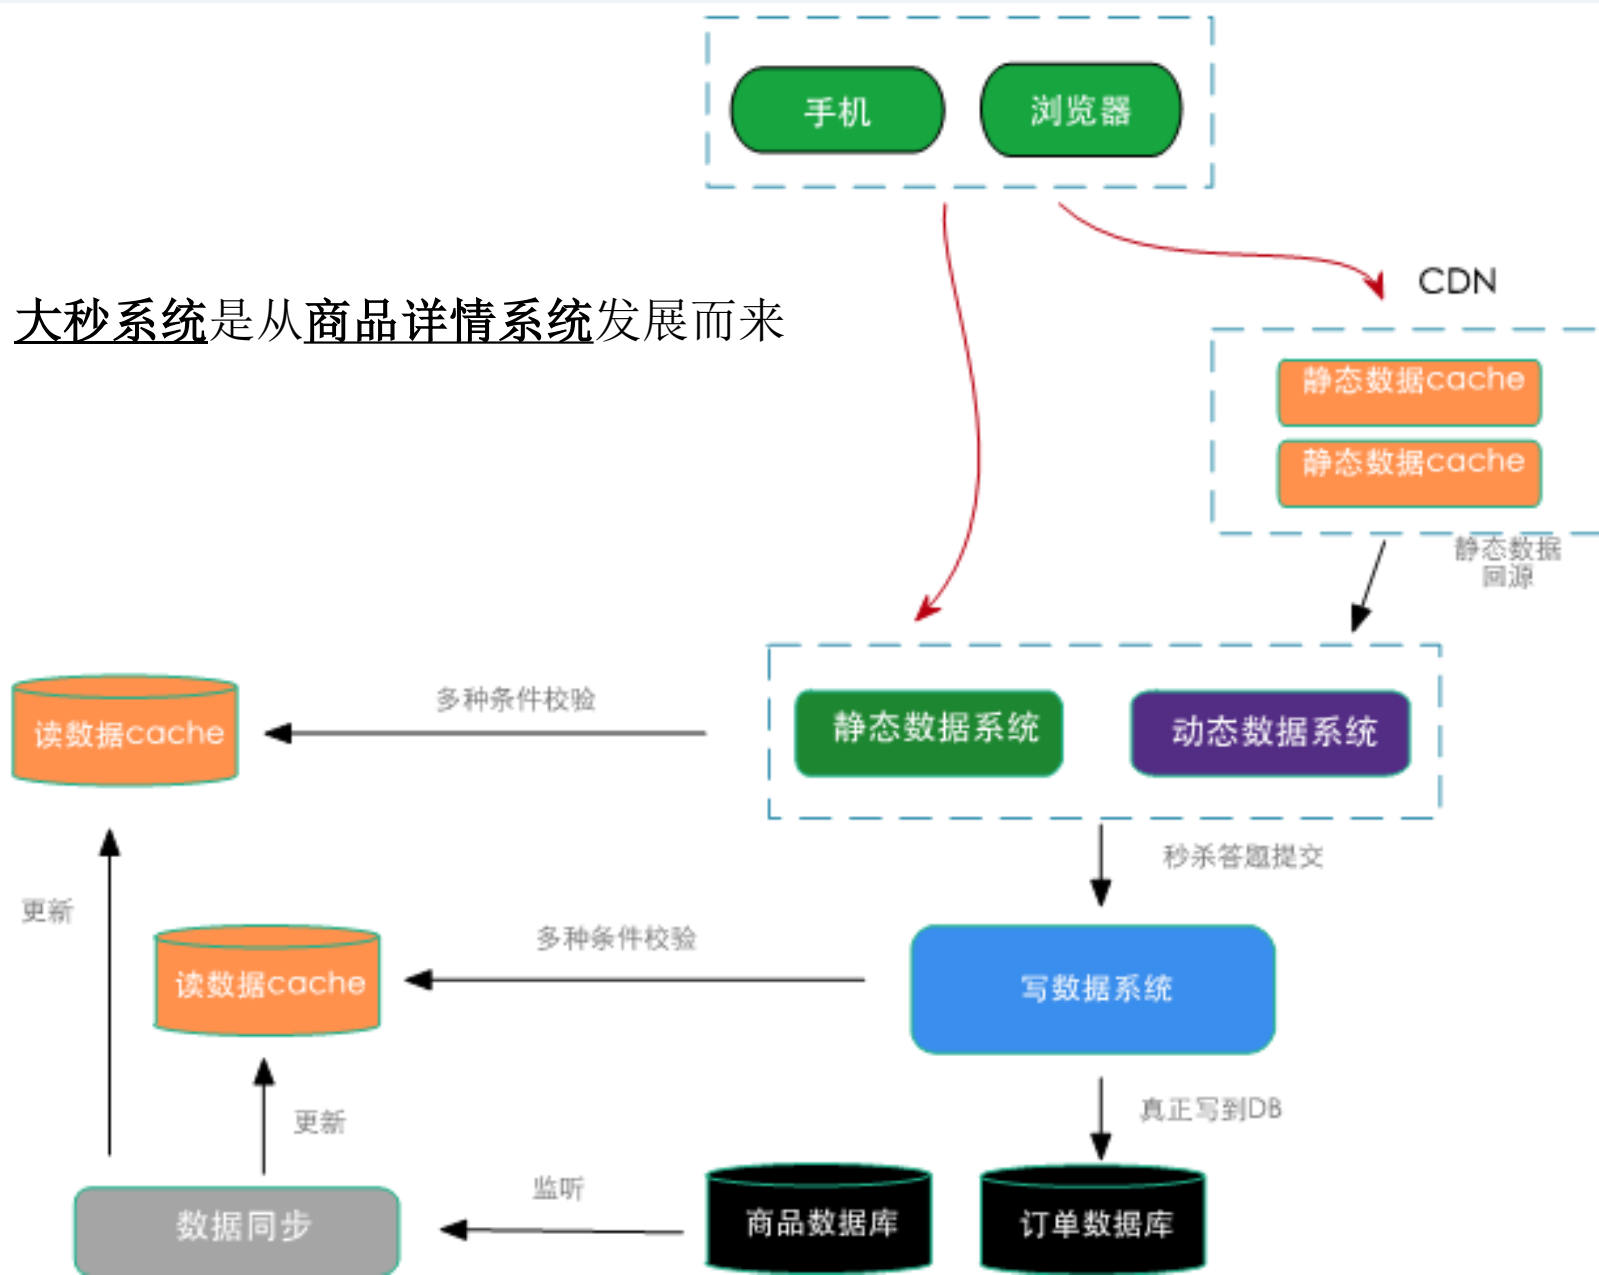 手机
浏览器
CDN
大秒系统是从商品详情系统发展而来
静态数据cache
静态数据cache
静态数据
回源
多种条件校验
读数据cache
静态数据系统
动态数据系统
秒杀答题提交
更新
多种条件校验
读数据cache
写数据系统
更新
真正写到DB
监听
数据同步
商品数据库
订单数据库